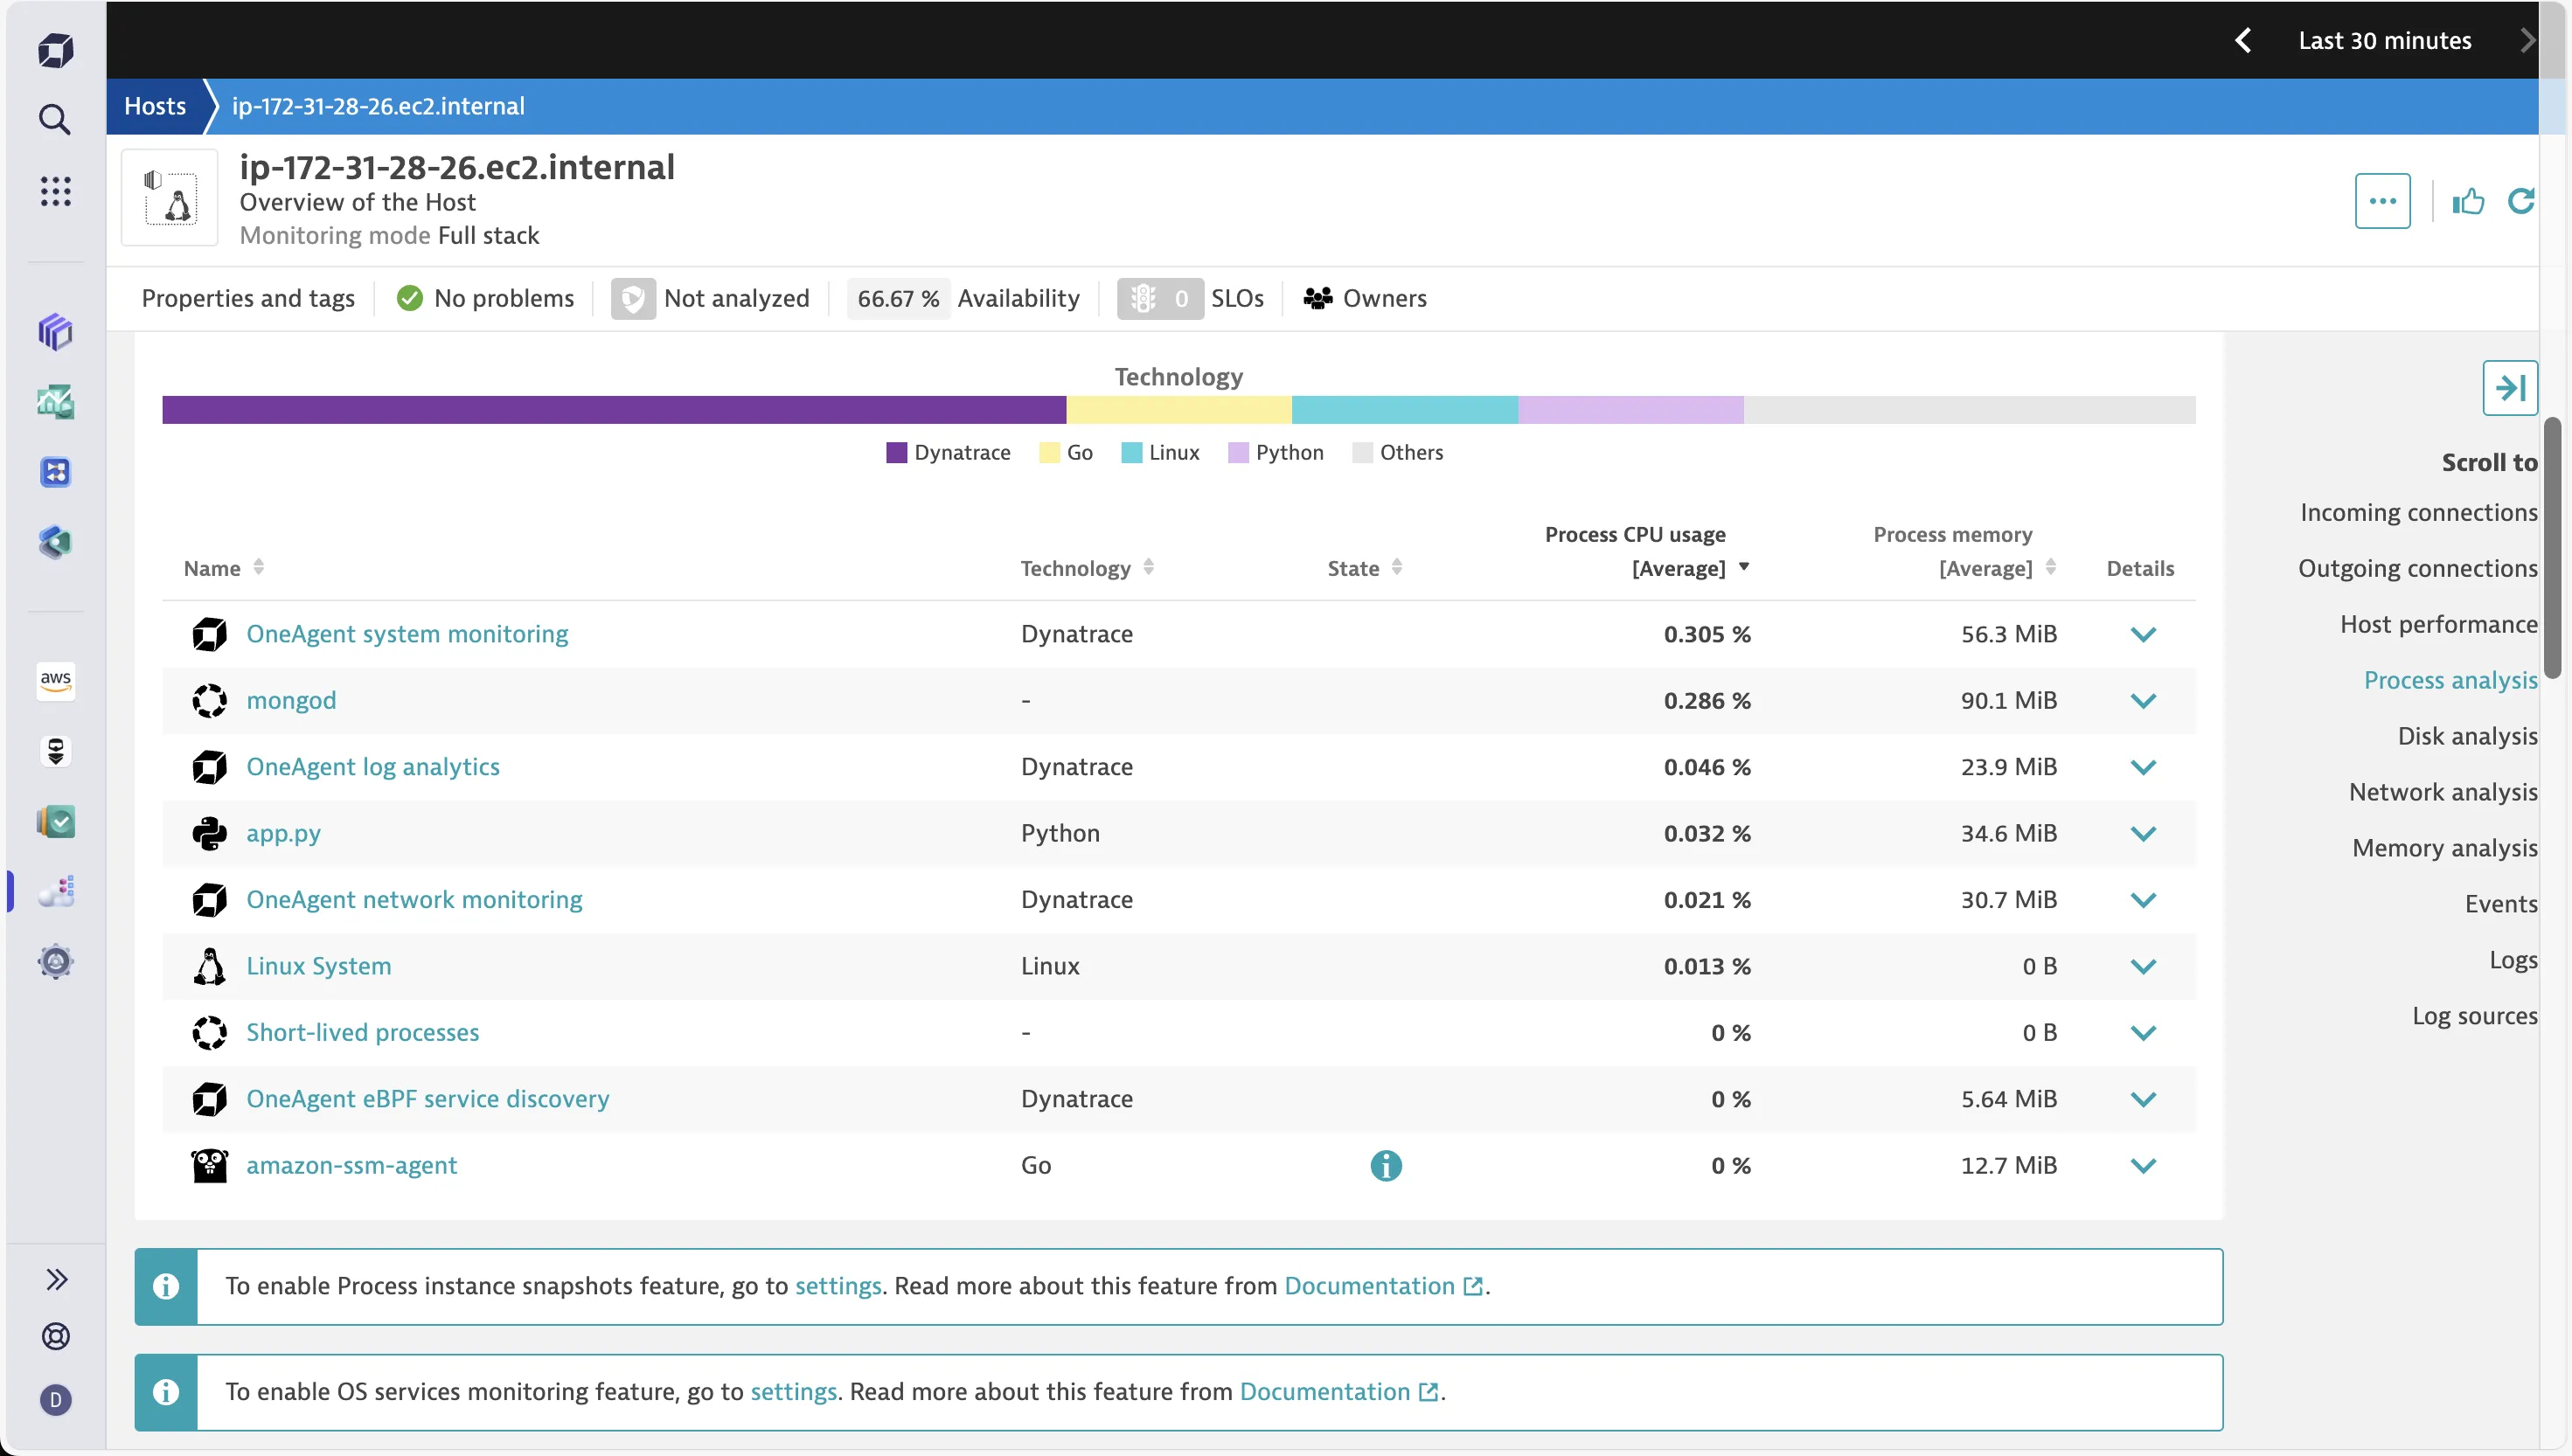 Last 30 minutes
Hosts
ip-172-31-28-26.ec2.internal
ip-172-31-28-26.ec2.internal
Overview of the Host
Monitoring mode Full stack
Properties and tags
No problems
Not analyzed
66.67 % Availability
0 SLOs
Owners
Technology
Dynatrace Go Linux Python Others
Name Technology State Process CPU usage [Average] Process memory [Average] Details
OneAgent system monitoring Dynatrace 0.305 % 56.3 MiB
mongod - 0.286 % 90.1 MiB
OneAgent log analytics Dynatrace 0.046 % 23.9 MiB
app.py Python 0.032 % 34.6 MiB
OneAgent network monitoring Dynatrace 0.021 % 30.7 MiB
Linux System Linux 0.013 % 0 B
Short-lived processes - 0 % 0 B
OneAgent eBPF service discovery Dynatrace 0 % 5.64 MiB
amazon-ssm-agent Go 0 % 12.7 MiB
To enable Process instance snapshots feature, go to settings. Read more about this feature from Documentation.
To enable OS services monitoring feature, go to settings. Read more about this feature from Documentation.
Scroll to
Incoming connections
Outgoing connections
Host performance
Process analysis
Disk analysis
Network analysis
Memory analysis
Events
Logs
Log sources
aws
D